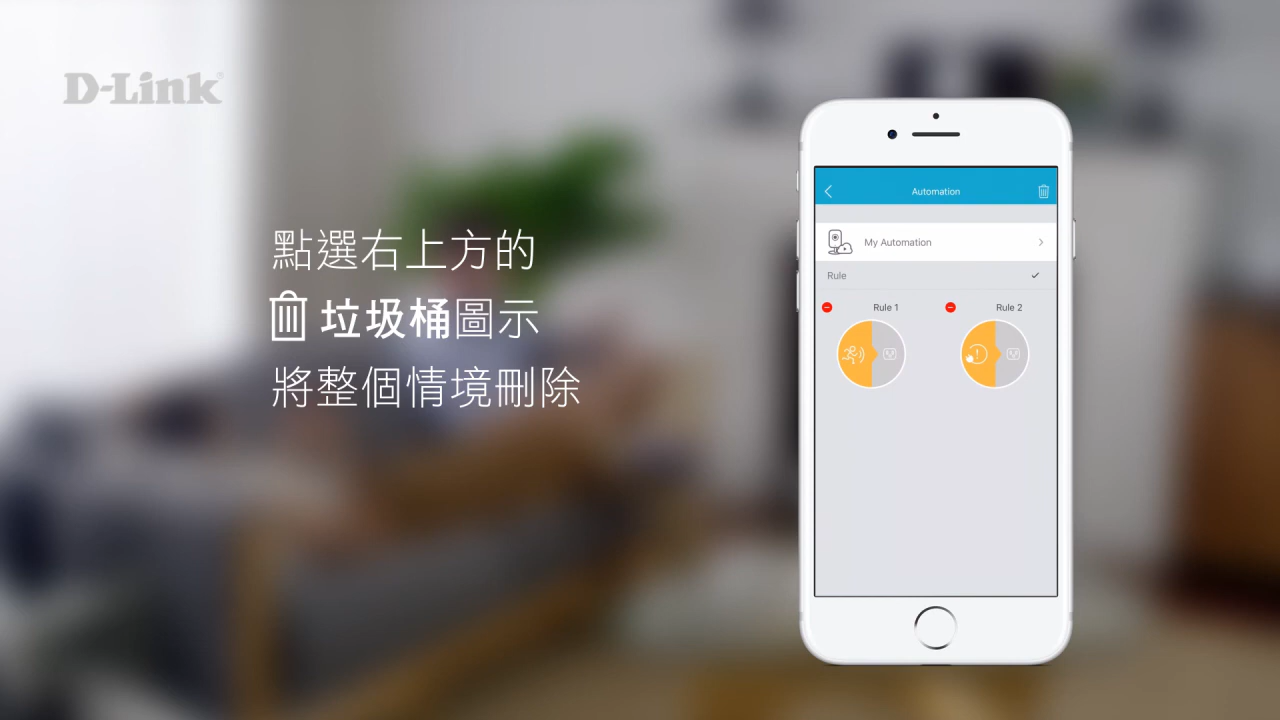 D-Link
點選右上方的
垃圾桶圖示
將整個情境刪除
Automation
My Automation
Rule
Rule 1
Rule 2